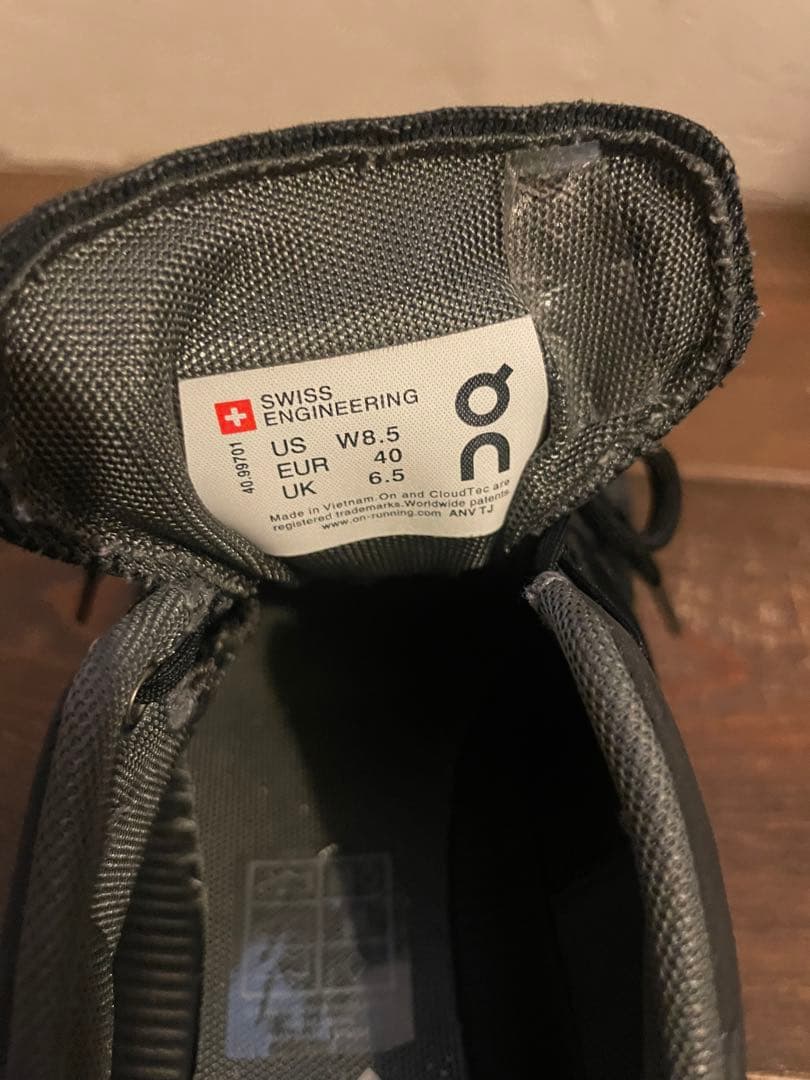 SWISS
ENGINEERING
US W8.5
EUR 40
UK 6.5
40.99701
Made in Vietnam.On and CloudTec are
registered trademarks.Worldwide patents
www.on-running.com ANV TJ
On